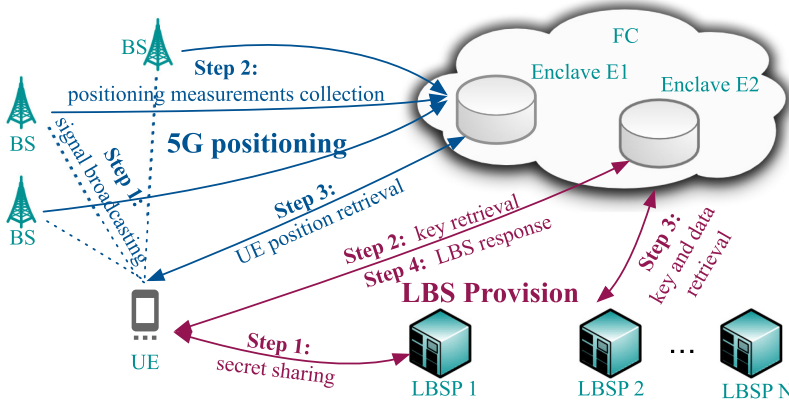 FC
BS
Step 2:
positioning measurements collection
Enclave E1
Enclave E2
BS
Step 1:
signal broadcasting
5G positioning
BS
Step 3:
UE position retrieval
Step 2: key retrieval
Step 4: LBS response
Step 3:
key and data
retrieval
LBS Provision
UE
Step 1:
secret sharing
LBSP 1
LBSP 2
...
LBSP N